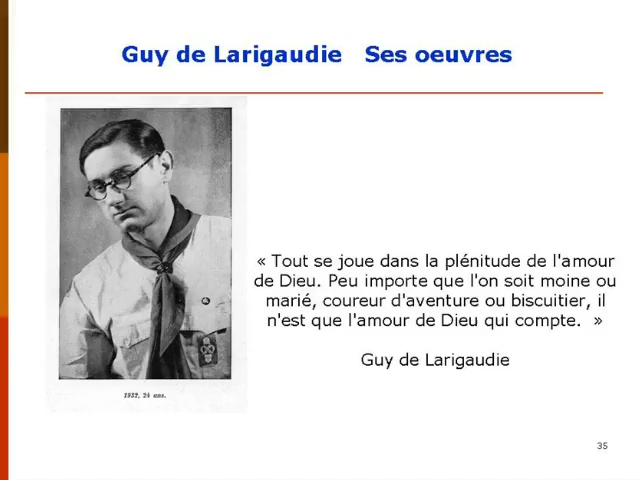 Guy de Larigaudie Ses oeuvres
« Tout se joue dans la plénitude de l'amour
de Dieu. Peu importe que l'on soit moine ou
marié, coureur d'aventure ou biscuitier, il
n'est que l'amour de Dieu qui compte. »
Guy de Larigaudie
1932, 24 ans.
35